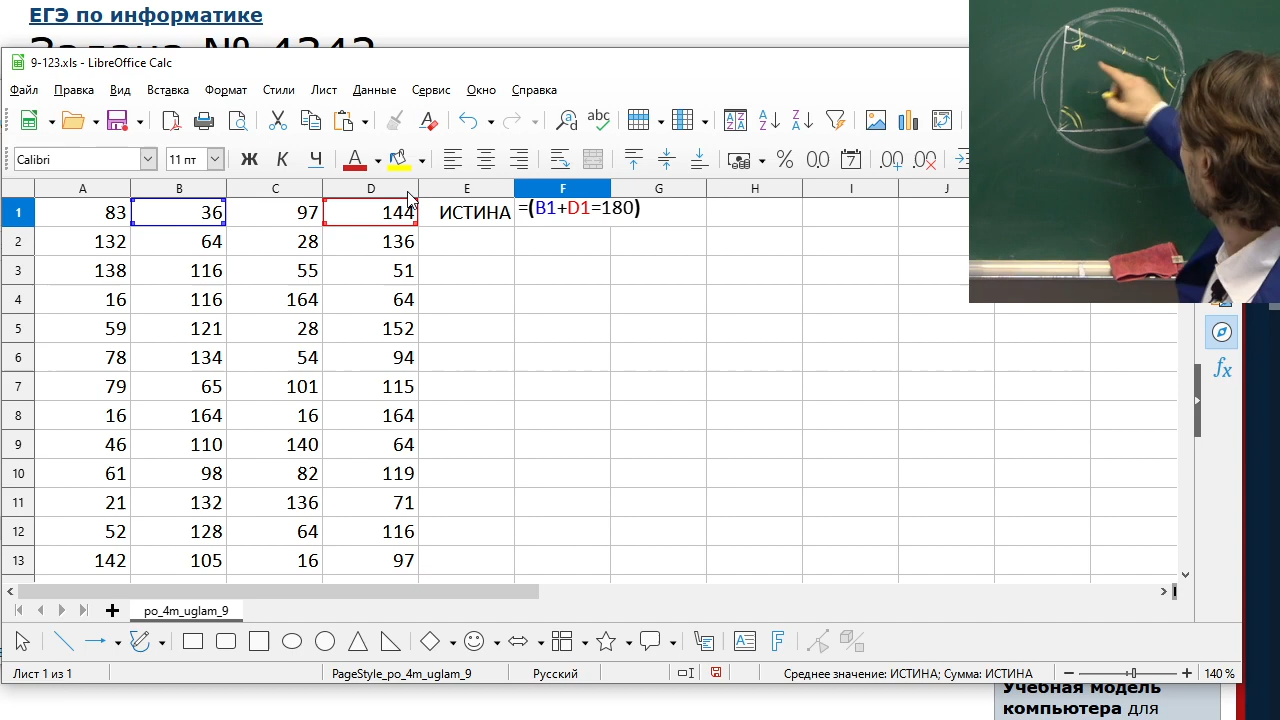 ЕГЭ по информатике
Задача № 4242
9-123.xls - LibreOffice Calc
Файл Правка Вид Вставка Формат Стили Лист Данные Сервис Окно Справка
Calibri 11 пт Ж К Ч
A B C D E F G H I J
1 83 36 97 144 ИСТИНА =(B1+D1=180)
2 132 64 28 136
3 138 116 55 51
4 16 116 164 64
5 59 121 28 152
6 78 134 54 94
7 79 65 101 115
8 16 164 16 164
9 46 110 140 64
10 61 98 82 119
11 21 132 136 71
12 52 128 64 116
13 142 105 16 97
po_4m_uglam_9
Лист 1 из 1 PageStyle_po_4m_uglam_9 Русский Среднее значение: ИСТИНА; Сумма: ИСТИНА 140 %
Учебная модель
компьютера для